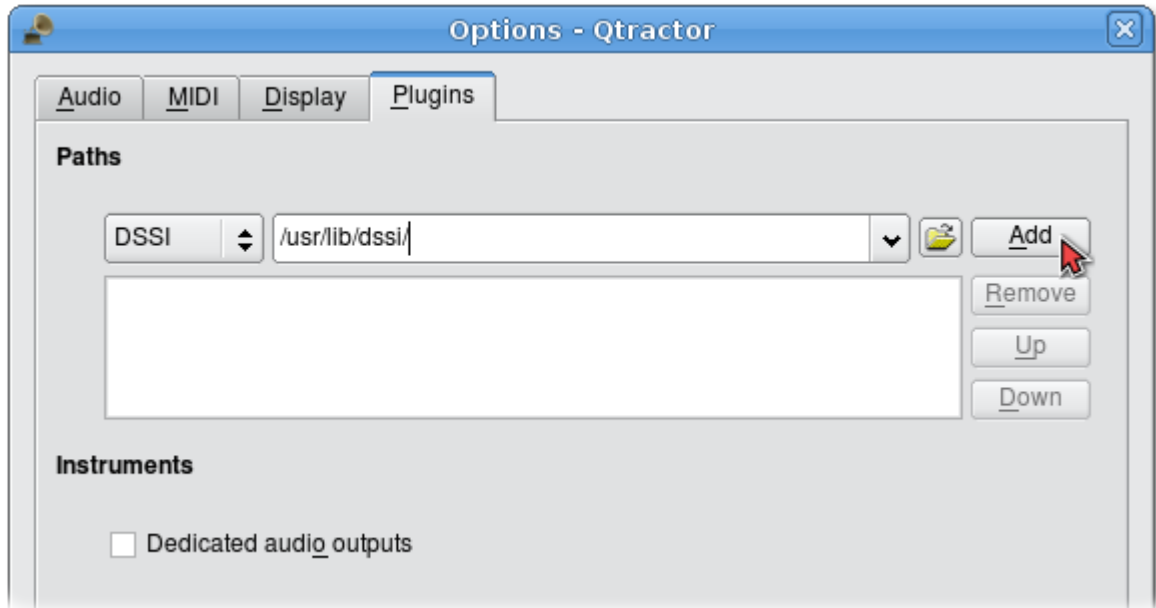 Options - Qtractor
Audio MIDI Display Plugins
Paths
DSSI /usr/lib/dssi/ Add
Remove
Up
Down
Instruments
Dedicated audio outputs